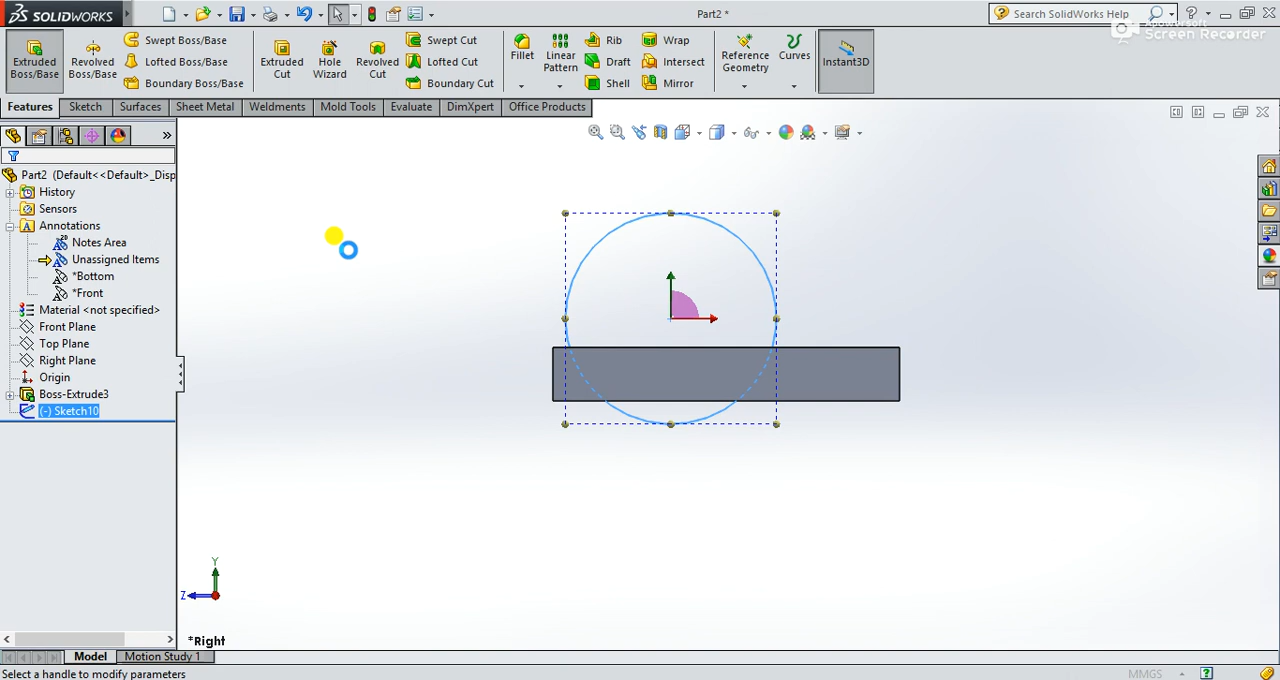 SOLIDWORKS
Part2 *
Search SolidWorks Help
Apowersoft
Screen Recorder
Extruded Boss/Base
Revolved Boss/Base
Swept Boss/Base
Lofted Boss/Base
Boundary Boss/Base
Extruded Cut
Hole Wizard
Revolved Cut
Swept Cut
Lofted Cut
Boundary Cut
Fillet
Linear Pattern
Rib
Draft
Shell
Wrap
Intersect
Mirror
Reference Geometry
Curves
Instant3D
Features
Sketch
Surfaces
Sheet Metal
Weldments
Mold Tools
Evaluate
DimXpert
Office Products
Part2 (Default<<Default>_Disp
History
Sensors
Annotations
Notes Area
Unassigned Items
*Bottom
*Front
Material <not specified>
Front Plane
Top Plane
Right Plane
Origin
Boss-Extrude3
(-) Sketch10
Y
Z
*Right
Model
Motion Study 1
Select a handle to modify parameters
MMGS